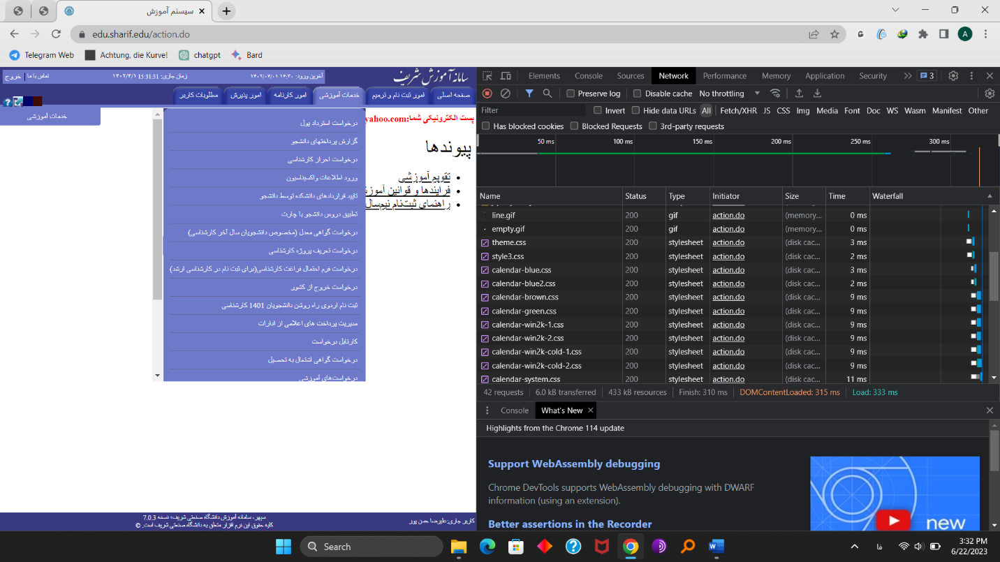 سیستم آموزش
edu.sharif.edu/action.do
Telegram Web
Achtung, die Kurve!
chatgpt
Bard
سامانه آموزش شریف
آخرین ورود: ۱۶:۳۰ ۱۴۰۲/۰۴/۰۱
زمان جاری: 15:31:31 ۱۴۰۲/۴/۱
تماس با ما
خروج
صفحه اصلی
امور ثبت نام و ترمیم
خدمات آموزشی
امور کارنامه
امور پذیرش
مطلوبات کاربر
خدمات آموزشی
پست الکترونیکی شما:yahoo.com
پیوندها
تقویم آموزشی
فرایندها و قوانین آموزش
راهنمای ثبت‌نام نیم‌سال
درخواست استرداد پول
گزارش پرداختهای دانشجو
درخواست احراز کارشناسی
ورود اطلاعات واکسیناسیون
تایید قراردادهای دانشکده توسط دانشجو
تطبیق دروس دانشجو با چارت
درخواست گواهی معدل (مخصوص دانشجویان سال آخر کارشناسی)
درخواست تعریف پروژه کارشناسی
درخواست فرم احتمال فراغت کارشناسی(برای ثبت نام در کارشناسی ارشد)
درخواست خروج از کشور
ثبت نام اردوی راه روشن دانشجویان 1401 کارشناسی
مدیریت پرداخت های اعلامی از ادارات
کارتابل درخواست
درخواست گواهی اشتغال به تحصیل
درخواست‌های آموزشی
سپهر - سامانه آموزش دانشگاه صنعتی شریف؛ نسخه 7.0.3
کلیه حقوق این نرم افزار متعلق به دانشگاه صنعتی شریف است. ©
کاربر جاری:علیرضا حسن پور
Elements Console Sources Network Performance Memory Application Security 3
Preserve log Disable cache No throttling
Filter Invert Hide data URLs All Fetch/XHR JS CSS Img Media Font Doc WS Wasm Manifest Other
Has blocked cookies Blocked Requests 3rd-party requests
50 ms 100 ms 150 ms 200 ms 250 ms 300 ms
Name Status Type Initiator Size Time Waterfall
line.gif 200 gif action.do (memory... 0 ms
empty.gif 200 gif action.do (memory... 0 ms
theme.css 200 stylesheet action.do (disk cac... 3 ms
style3.css 200 stylesheet action.do (disk cac... 2 ms
calendar-blue.css 200 stylesheet action.do (disk cac... 3 ms
calendar-blue2.css 200 stylesheet action.do (disk cac... 2 ms
calendar-brown.css 200 stylesheet action.do (disk cac... 9 ms
calendar-green.css 200 stylesheet action.do (disk cac... 9 ms
calendar-win2k-1.css 200 stylesheet action.do (disk cac... 9 ms
calendar-win2k-2.css 200 stylesheet action.do (disk cac... 9 ms
calendar-win2k-cold-1.css 200 stylesheet action.do (disk cac... 9 ms
calendar-win2k-cold-2.css 200 stylesheet action.do (disk cac... 9 ms
calendar-system.css 200 stylesheet action.do (disk cac... 11 ms
42 requests 6.0 kB transferred 433 kB resources Finish: 310 ms DOMContentLoaded: 315 ms Load: 333 ms
Console What's New
Highlights from the Chrome 114 update
Support WebAssembly debugging
Chrome DevTools supports WebAssembly debugging with DWARF
information (using an extension).
Better assertions in the Recorder
new
Search
فا
3:32 PM
6/22/2023